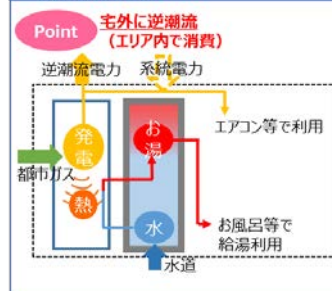 Point
宅外に逆潮流
(エリア内で消費)
逆潮流電力
系統電力
発電
お湯
エアコン等で利用
都市ガス
熱
水
お風呂等で
給湯利用
水道